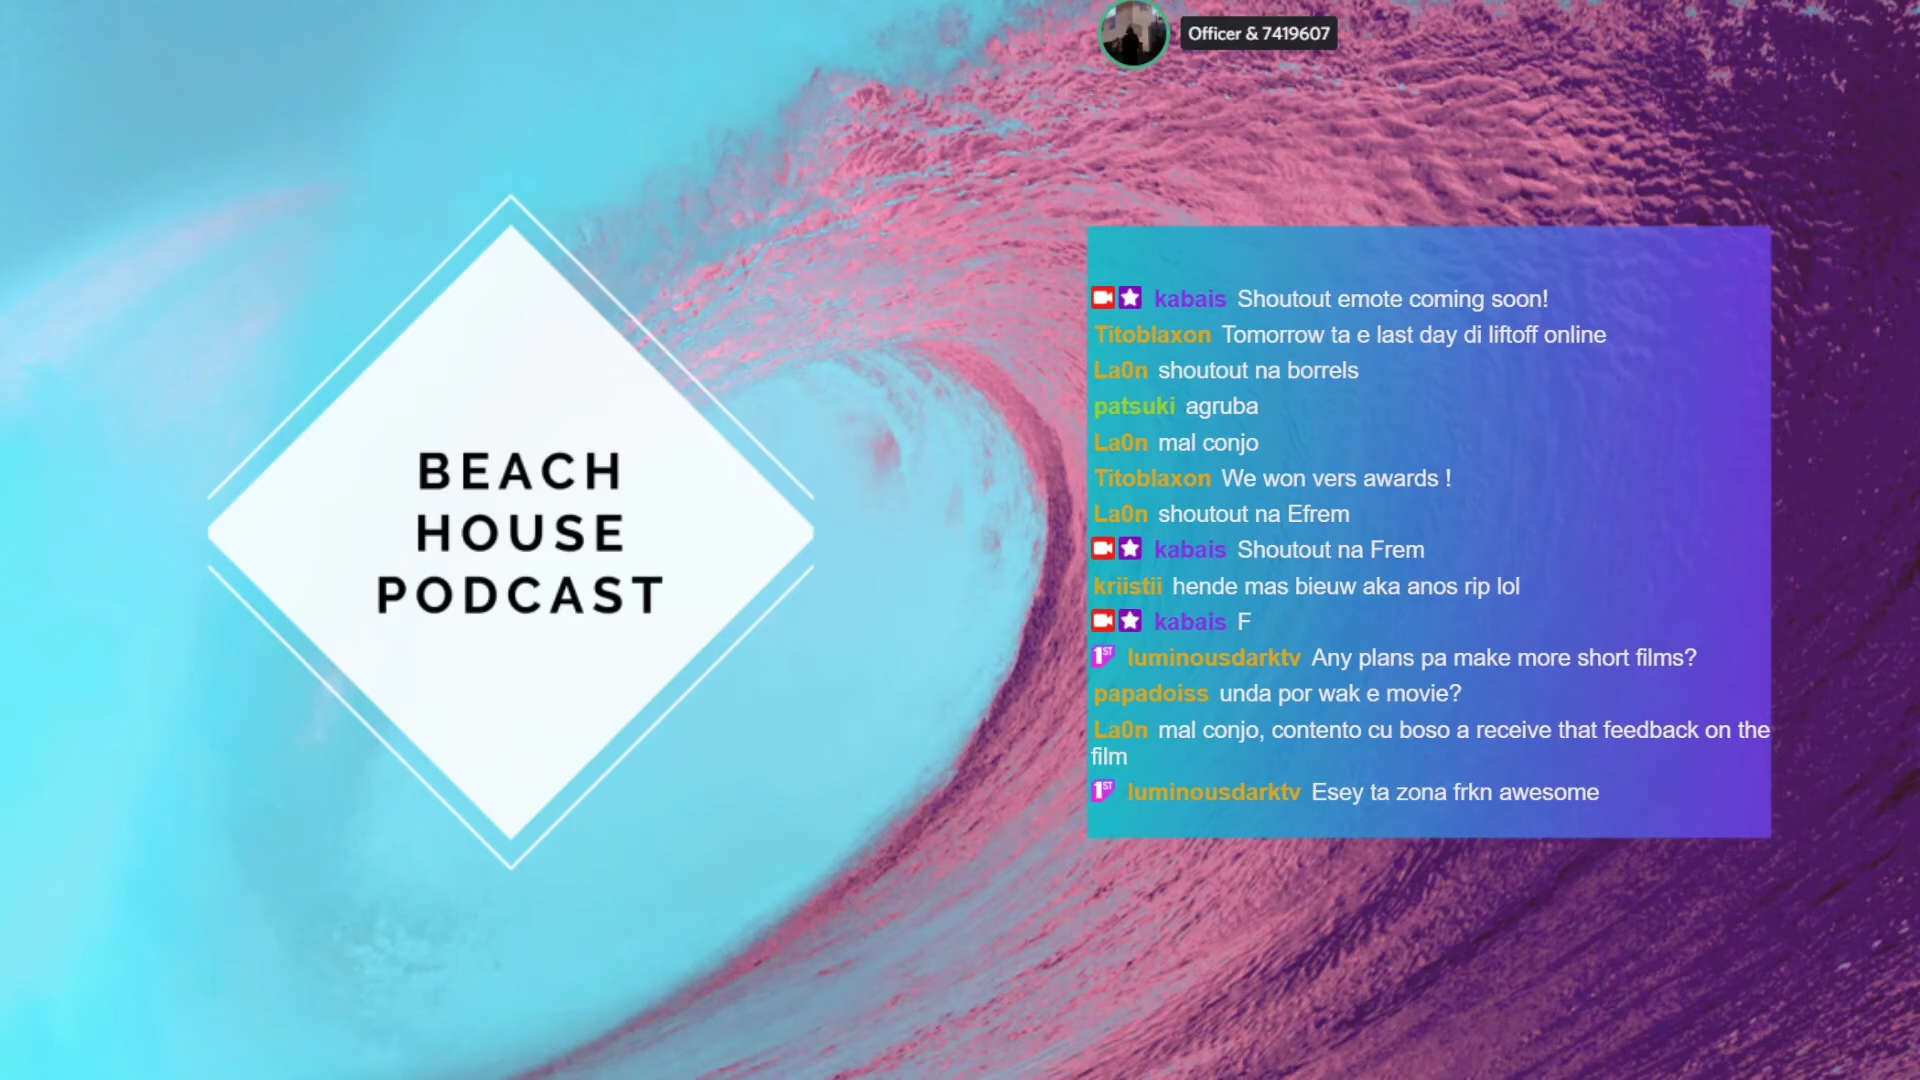 Officer & 7419607
BEACH
HOUSE
PODCAST
kabais Shoutout emote coming soon!
Titoblaxon Tomorrow ta e last day di liftoff online
La0n shoutout na borrels
patsuki agruba
La0n mal conjo
Titoblaxon We won vers awards !
La0n shoutout na Efrem
kabais Shoutout na Frem
kriistii hende mas bieuw aka anos rip lol
kabais F
1ST luminousdarktv Any plans pa make more short films?
papadoiss unda por wak e movie?
La0n mal conjo, contento cu boso a receive that feedback on the
film
1ST luminousdarktv Esey ta zona frkn awesome